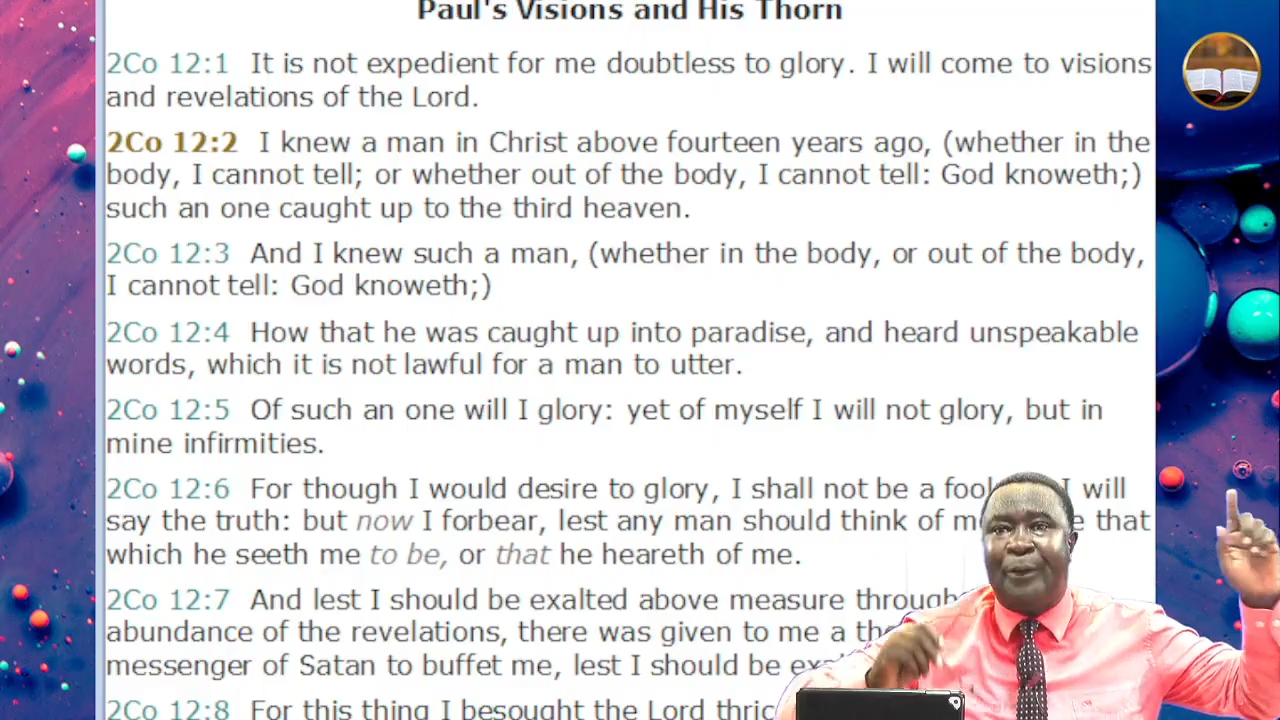 Paul's Visions and His Thorn
2Co 12:1 It is not expedient for me doubtless to glory. I will come to visions
and revelations of the Lord.
2Co 12:2 I knew a man in Christ above fourteen years ago, (whether in the
body, I cannot tell; or whether out of the body, I cannot tell: God knoweth;)
such an one caught up to the third heaven.
2Co 12:3 And I knew such a man, (whether in the body, or out of the body,
I cannot tell: God knoweth;)
2Co 12:4 How that he was caught up into paradise, and heard unspeakable
words, which it is not lawful for a man to utter.
2Co 12:5 Of such an one will I glory: yet of myself I will not glory, but in
mine infirmities.
2Co 12:6 For though I would desire to glory, I shall not be a I will
say the truth: but now I forbear, lest any man should think of that
which he seeth me to be, or that he heareth of me.
2Co 12:7 And lest I should be exalted above measure
abundance of the revelations, there was given to me a
messenger of Satan to buffet me, lest I should be
2Co 12:8 For this thing I besought the Lord